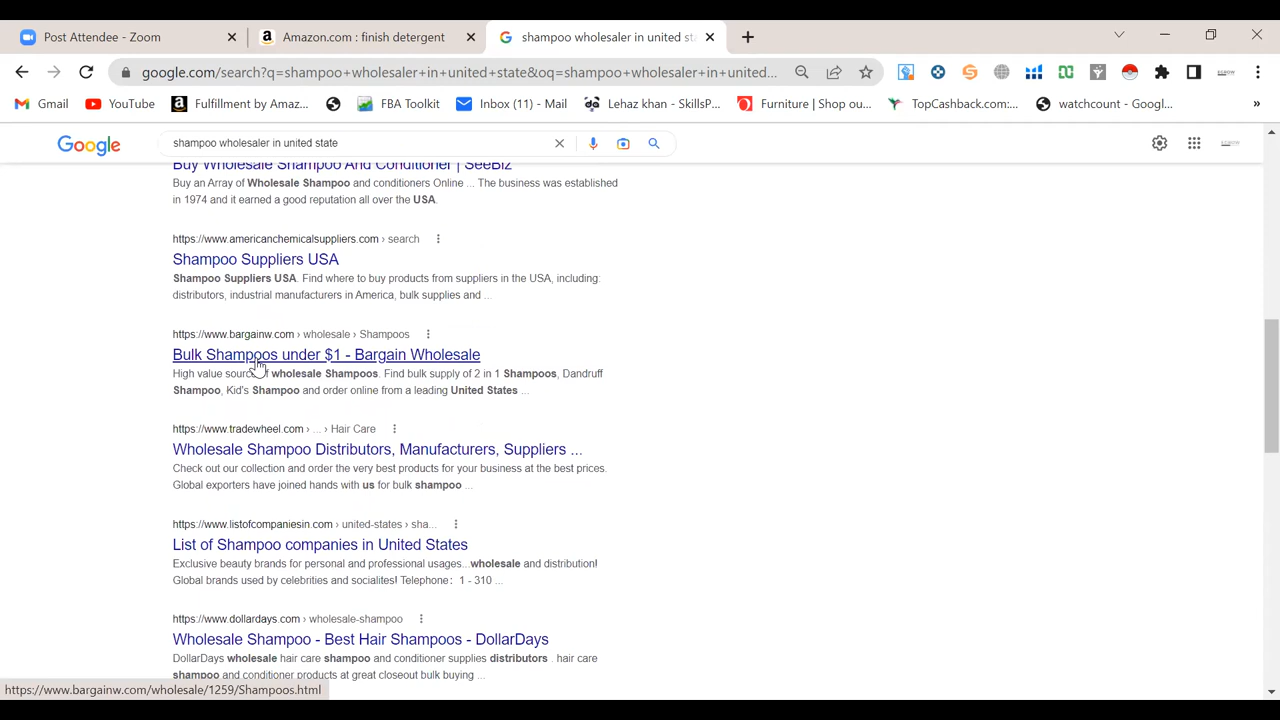 Post Attendee - Zoom
Amazon.com : finish detergent
shampoo wholesaler in united sta
google.com/search?q=shampoo+wholesaler+in+united+state&oq=shampoo+wholesaler+in+united...
Gmail
YouTube
Fulfillment by Amaz...
FBA Toolkit
Inbox (11) - Mail
Lehaz khan - SkillsP...
Furniture | Shop ou...
TopCashback.com:...
watchcount - Googl...
»
Google
shampoo wholesaler in united state
Buy Wholesale Shampoo And Conditioner | SeeBiz
Buy an Array of Wholesale Shampoo and conditioners Online ... The business was established
in 1974 and it earned a good reputation all over the USA.
https://www.americanchemicalsuppliers.com › search
Shampoo Suppliers USA
Shampoo Suppliers USA. Find where to buy products from suppliers in the USA, including:
distributors, industrial manufacturers in America, bulk supplies and ...
https://www.bargainw.com › wholesale › Shampoos
Bulk Shampoos under $1 - Bargain Wholesale
High value source of wholesale Shampoos. Find bulk supply of 2 in 1 Shampoos, Dandruff
Shampoo, Kid's Shampoo and order online from a leading United States ...
https://www.tradewheel.com › ... › Hair Care
Wholesale Shampoo Distributors, Manufacturers, Suppliers ...
Check out our collection and order the very best products for your business at the best prices.
Global exporters have joined hands with us for bulk shampoo ...
https://www.listofcompaniesin.com › united-states › sha...
List of Shampoo companies in United States
Exclusive beauty brands for personal and professional usages...wholesale and distribution!
Global brands used by celebrities and socialites! Telephone： 1 - 310 ...
https://www.dollardays.com › wholesale-shampoo
Wholesale Shampoo - Best Hair Shampoos - DollarDays
DollarDays wholesale hair care shampoo and conditioner supplies distributors . hair care
shampoo and conditioner products at great closeout bulk buying ...
https://www.bargainw.com/wholesale/1259/Shampoos.html